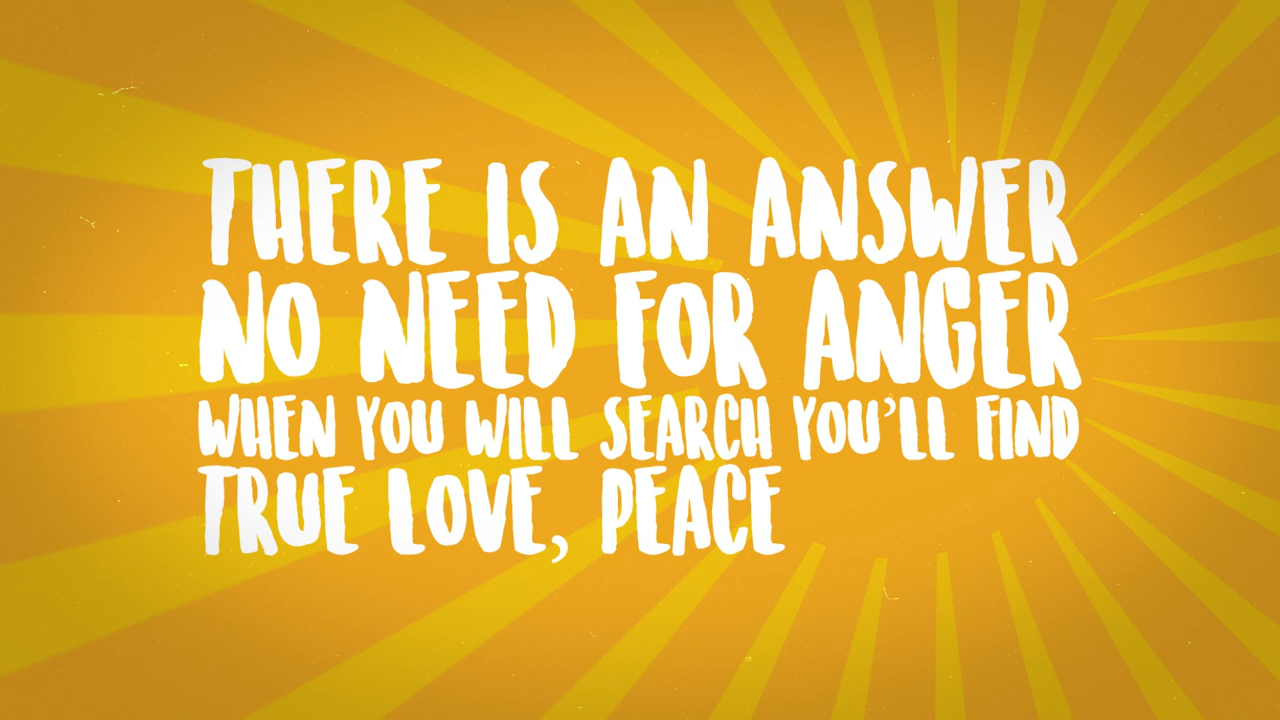 THERE IS AN ANSWER
NO NEED FOR ANGER
WHEN YOU WILL SEARCH YOU'LL FIND
TRUE LOVE, PEACE